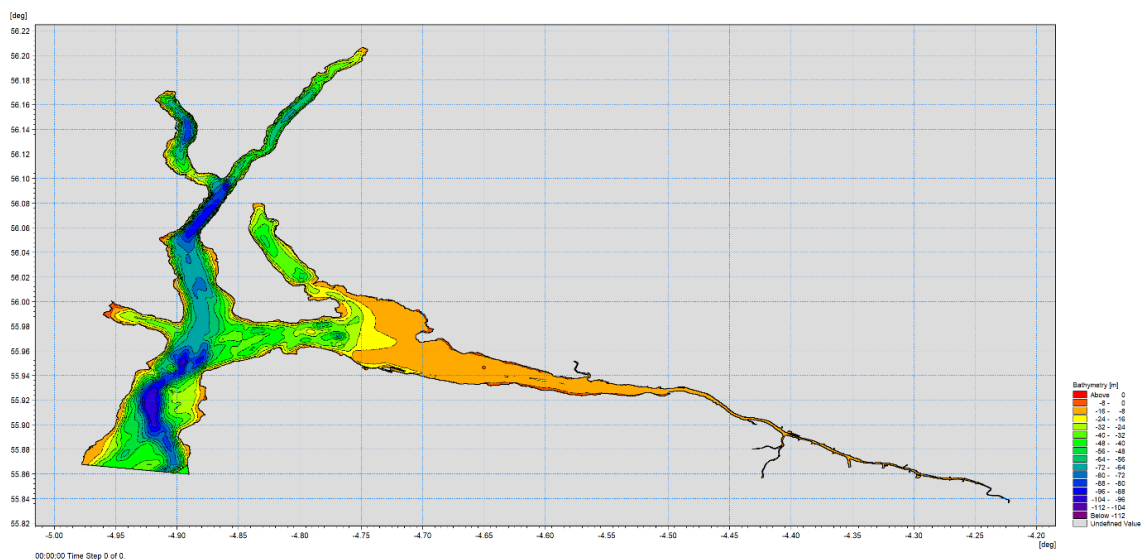 [deg]
56.22
56.20
56.18
56.16
56.14
56.12
56.10
56.08
56.06
56.04
56.02
56.00
55.98
55.96
55.94
55.92
55.90
55.88
55.86
55.84
55.82
-5.00 -4.95 -4.90 -4.85 -4.80 -4.75 -4.70 -4.65 -4.60 -4.55 -4.50 -4.45 -4.40 -4.35 -4.30 -4.25 -4.20
[deg]
00:00:00 Time Step 0 of 0.
Bathymetry [m]
Above 0
-8 - 0
-16 - -8
-24 - -16
-32 - -24
-40 - -32
-48 - -40
-56 - -48
-64 - -56
-72 - -64
-80 - -72
-88 - -80
-96 - -88
-104 - -96
-112 - -104
Below -112
Undefined Value